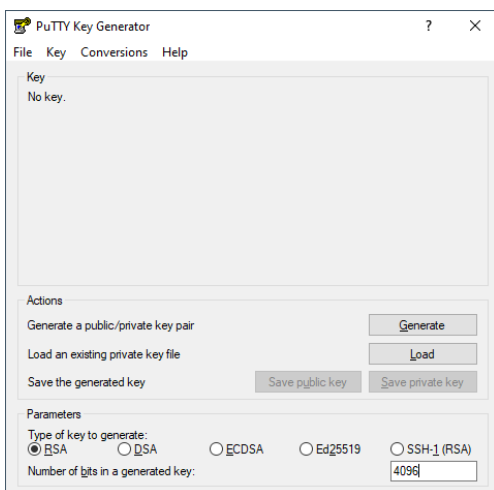 PuTTY Key Generator ?
File Key Conversions Help
Key
No key.
Actions
Generate a public/private key pair Generate
Load an existing private key file Load
Save the generated key Save public key Save private key
Parameters
Type of key to generate:
RSA DSA ECDSA Ed25519 SSH-1 (RSA)
Number of bits in a generated key: 4096